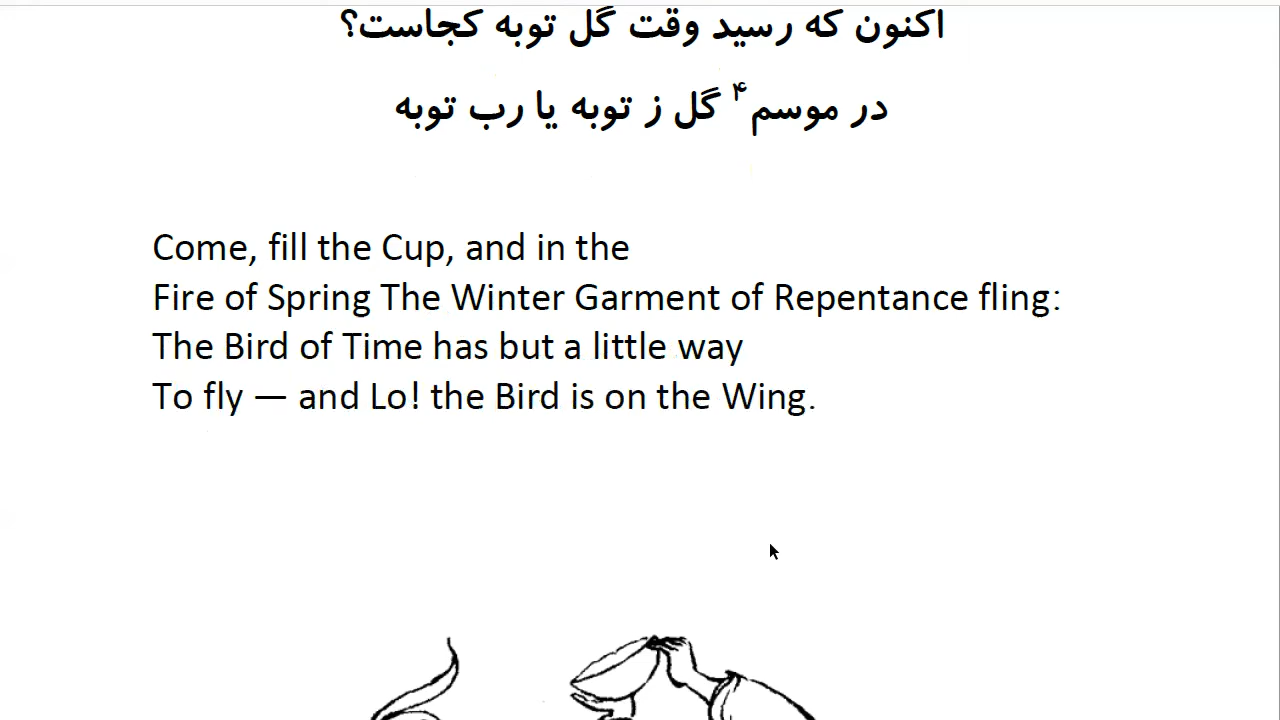 اکنون که رسید وقت گل توبه کجاست؟
در موسم۴ گل ز توبه یا رب توبه
Come, fill the Cup, and in the
Fire of Spring The Winter Garment of Repentance fling:
The Bird of Time has but a little way
To fly — and Lo! the Bird is on the Wing.